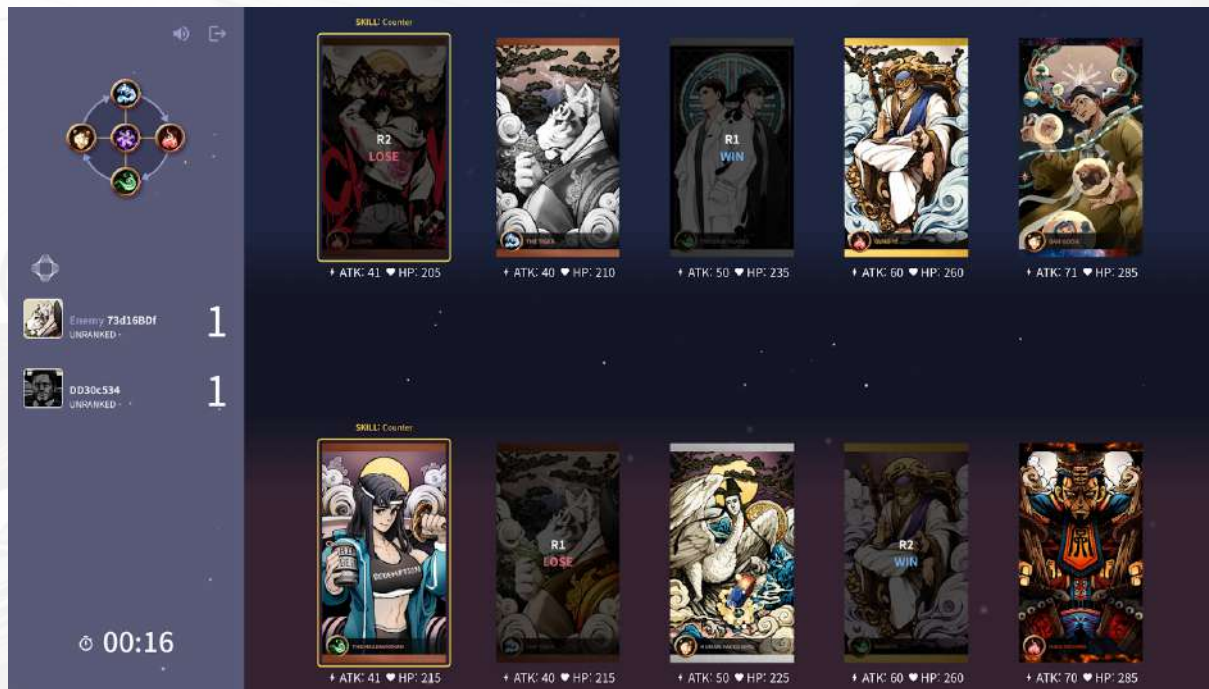 SKILL: Counter
R2
LOSE
THE TIGER
ATK: 41 HP: 205
ATK: 40 HP: 210
R1
WIN
ATK: 50 HP: 235
ATK: 60 HP: 260
ATK: 71 HP: 285
Enemy 73d16BDf
UNRANKED -
1
DD30c534
UNRANKED -
1
00:16
SKILL: Counter
REDEMPTION
ATK: 41 HP: 215
R1
LOSE
ATK: 40 HP: 215
ATK: 50 HP: 225
R2
WIN
ATK: 60 HP: 260
ATK: 70 HP: 285